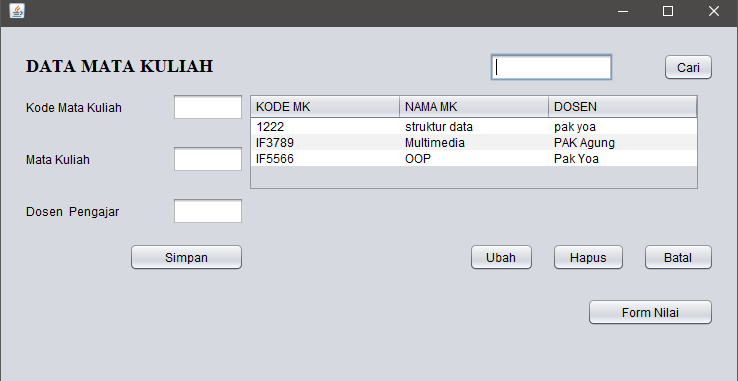 DATA MATA KULIAH
Cari
Kode Mata Kuliah
KODE MK NAMA MK DOSEN
1222 struktur data pak yoa
IF3789 Multimedia PAK Agung
IF5566 OOP Pak Yoa
Mata Kuliah
Dosen Pengajar
Simpan Ubah Hapus Batal
Form Nilai